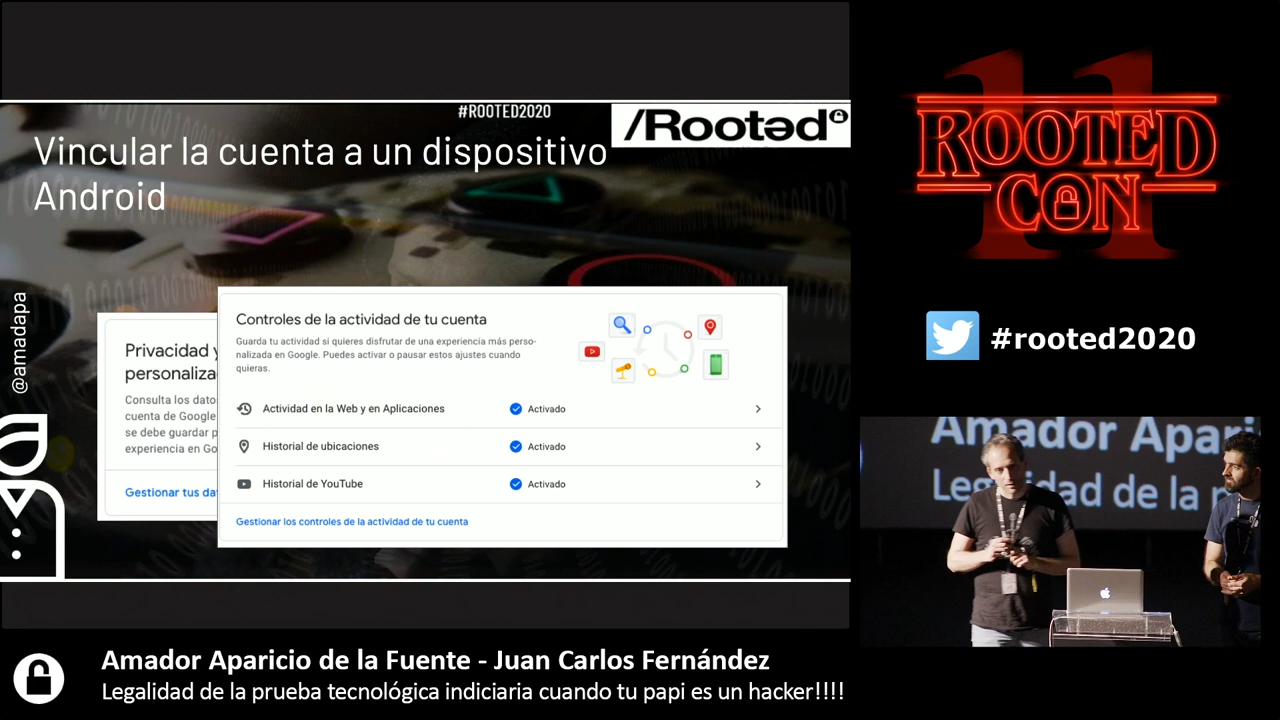 #ROOTED2020
/Rootəd
Vincular la cuenta a un dispositivo
Android
@amadapa
Privacidad y
personaliza
Consulta los dato
cuenta de Google
se debe guardar p
experiencia en Go
Gestionar tus da
Controles de la actividad de tu cuenta
Guarda tu actividad si quieres disfrutar de una experiencia más perso-
nalizada en Google. Puedes activar o pausar estos ajustes cuando
quieras.
Actividad en la Web y en Aplicaciones Activado
Historial de ubicaciones Activado
Historial de YouTube Activado
Gestionar los controles de la actividad de tu cuenta
11
ROOTED
CON
#rooted2020
Amador Apari
Legalidad de la
Amador Aparicio de la Fuente - Juan Carlos Fernández
Legalidad de la prueba tecnológica indiciaria cuando tu papi es un hacker!!!!